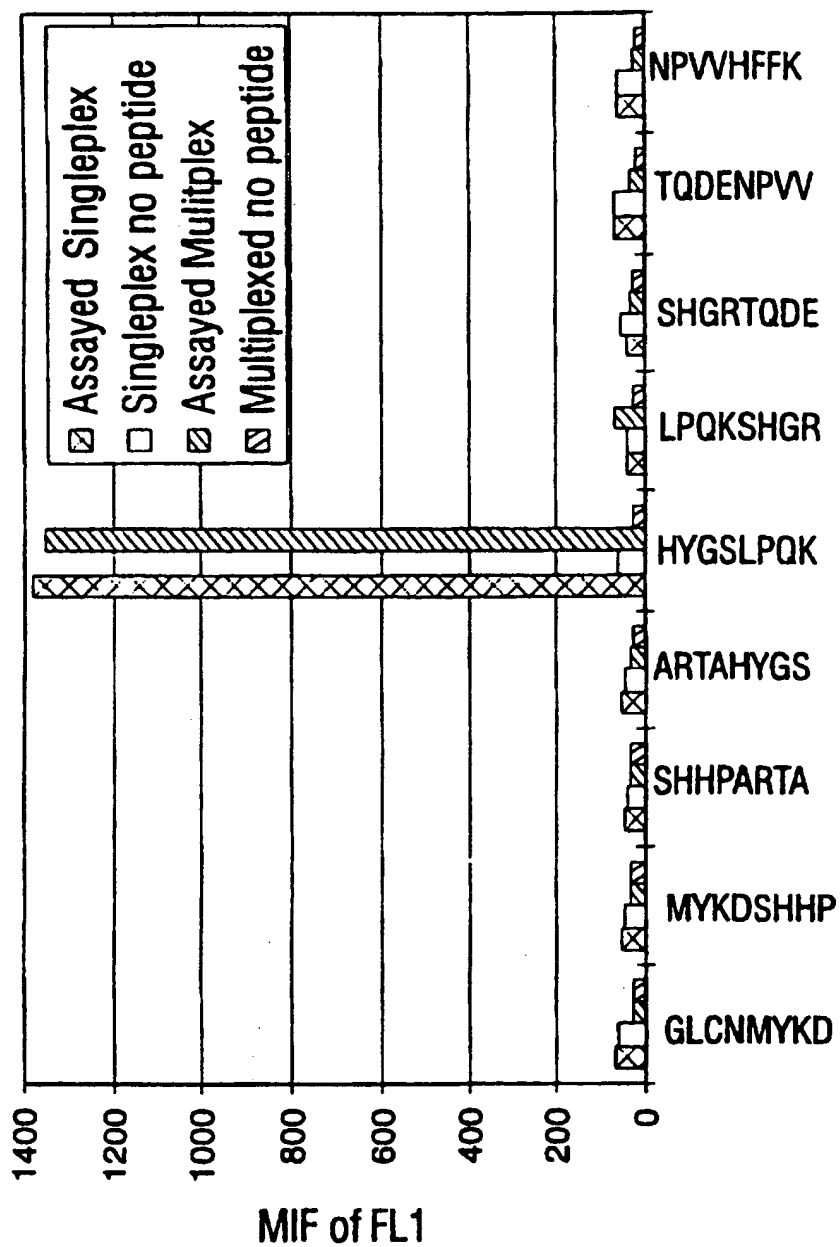 MIF of FL1
1400
1200
1000
800
600
400
200
0
Assayed Singleplex
Singleplex no peptide
Assayed Mulitplex
Multiplexed no peptide
GLCNMYKD
MYKDSHHP
SHHPARTA
ARTAHYGS
HYGSLPQK
LPQKSHGR
SHGRTQDE
TQDENPVV
NPVVHFFK